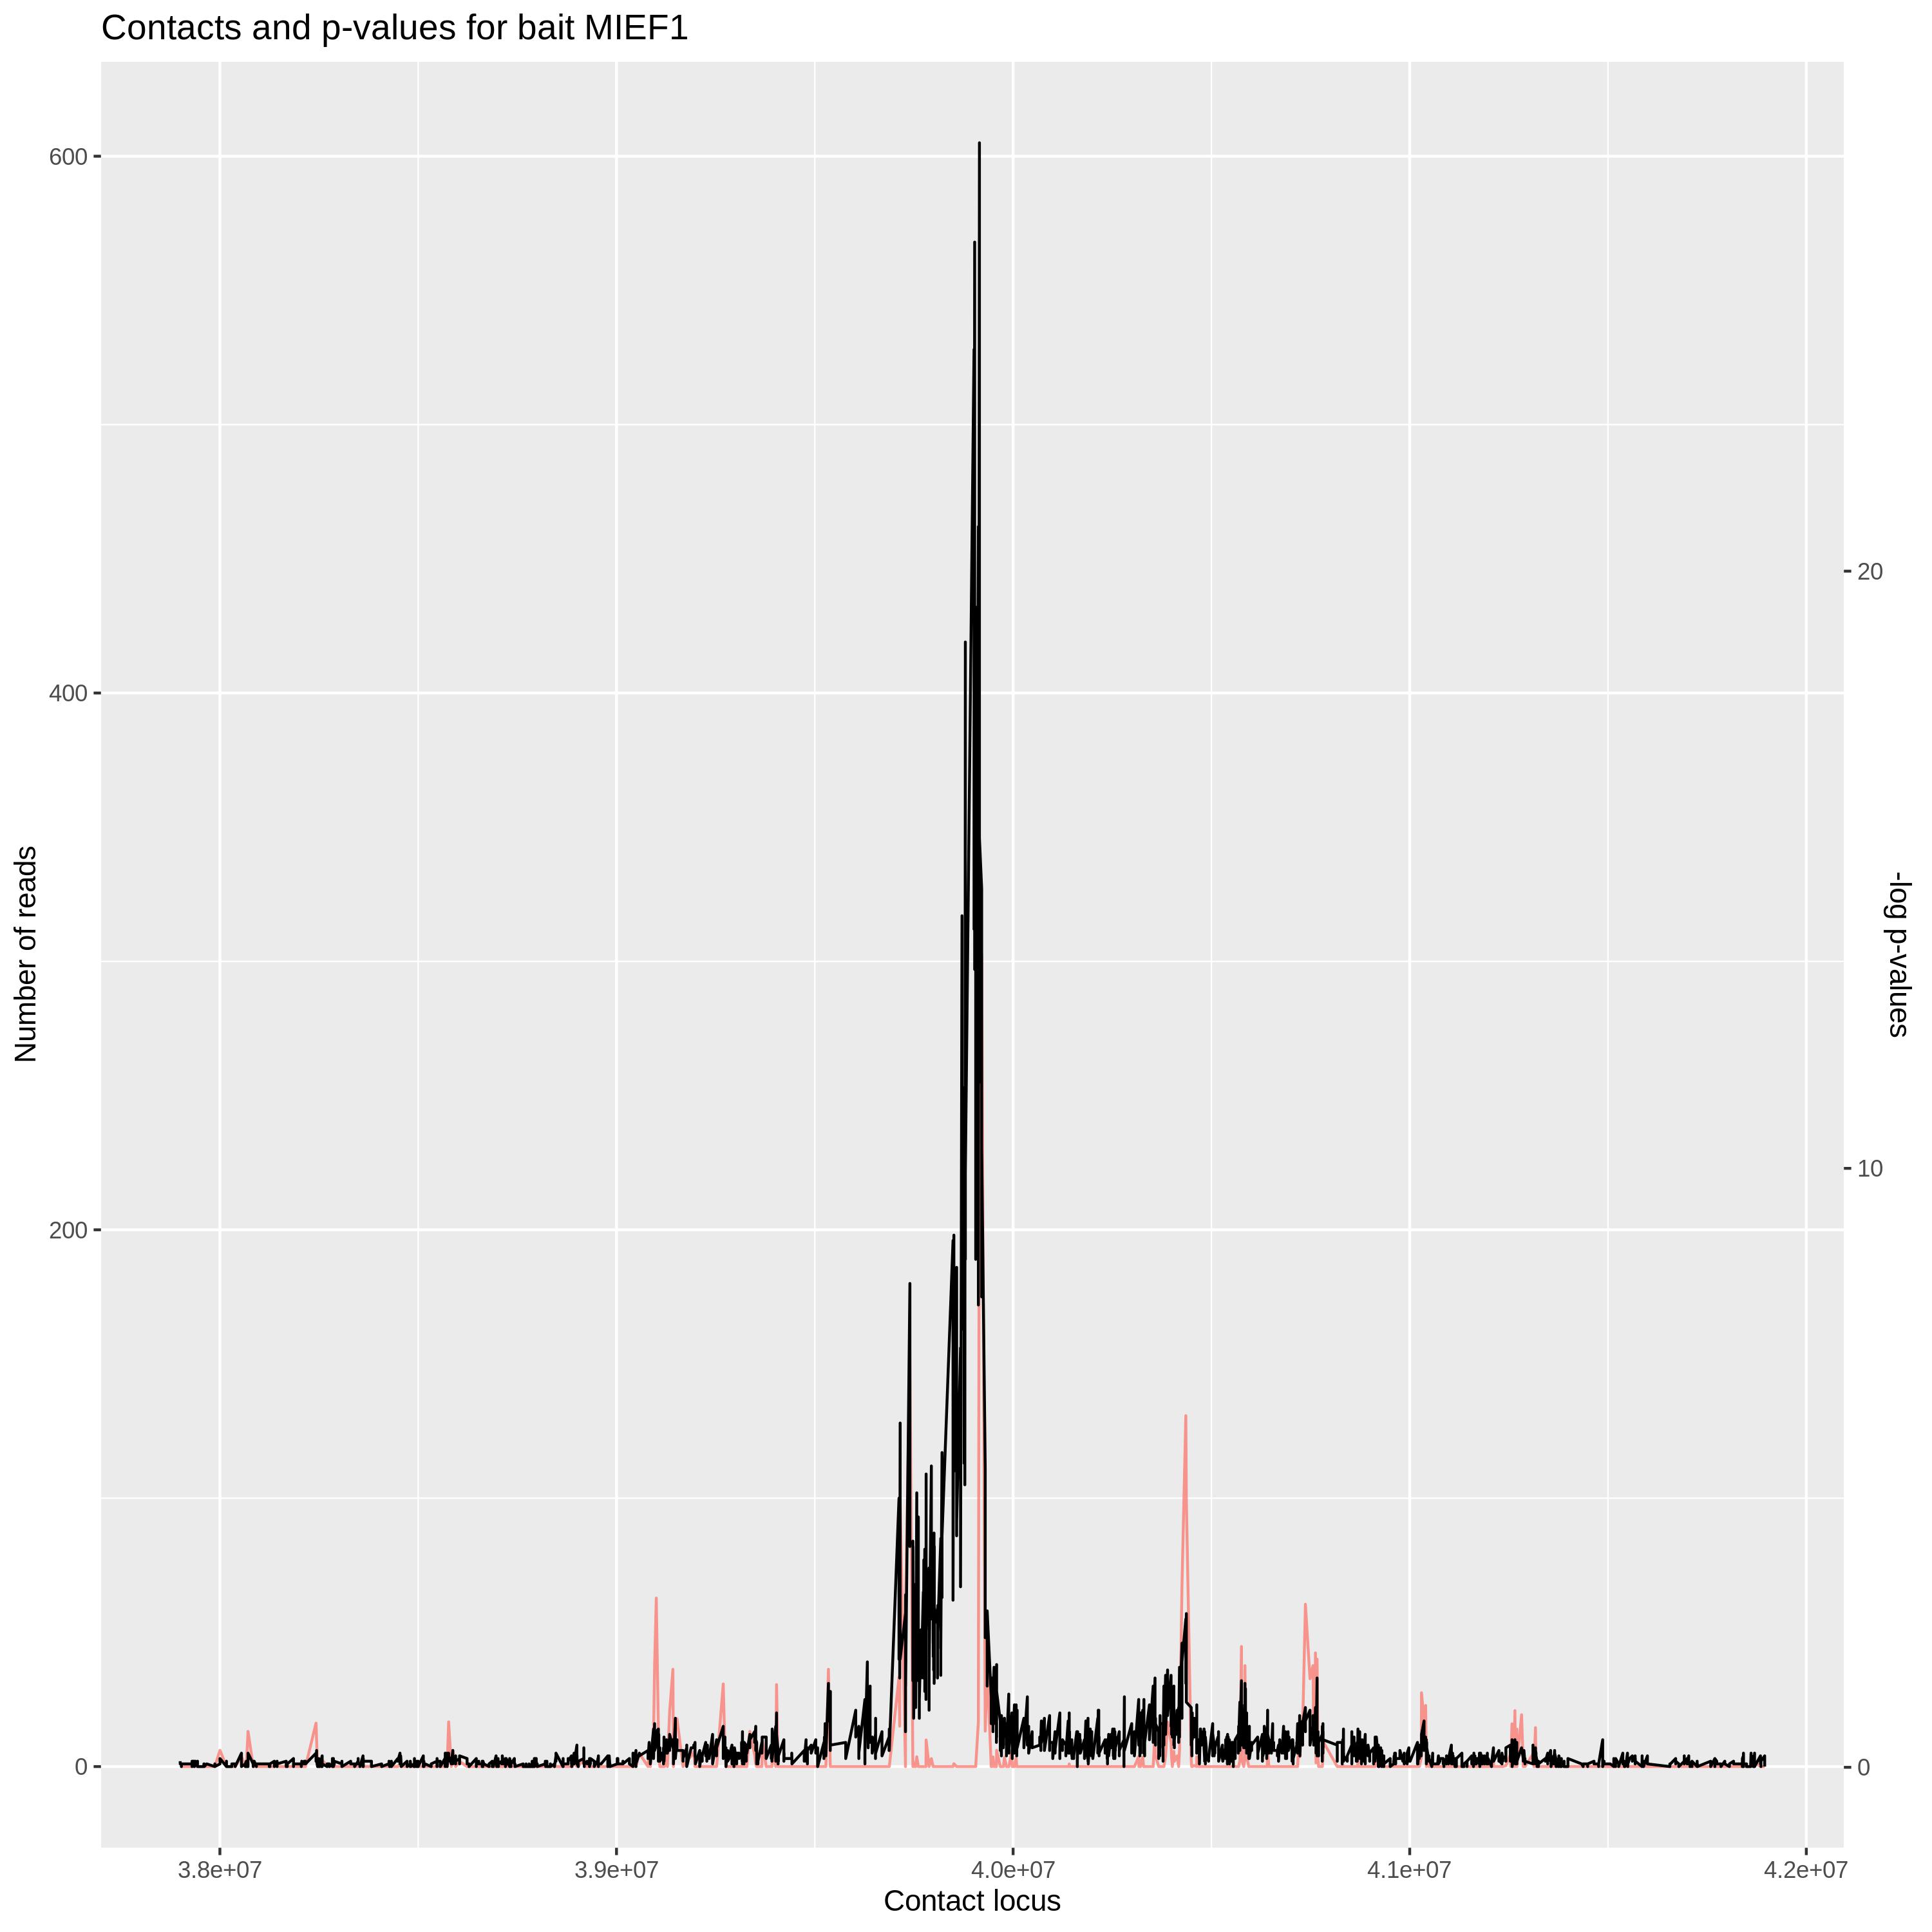 Contacts and p-values for bait MIEF1
600
400
200
0
Number of reads
20
10
0
-log p-values
3.8e+07
3.9e+07
4.0e+07
4.1e+07
4.2e+07
Contact locus